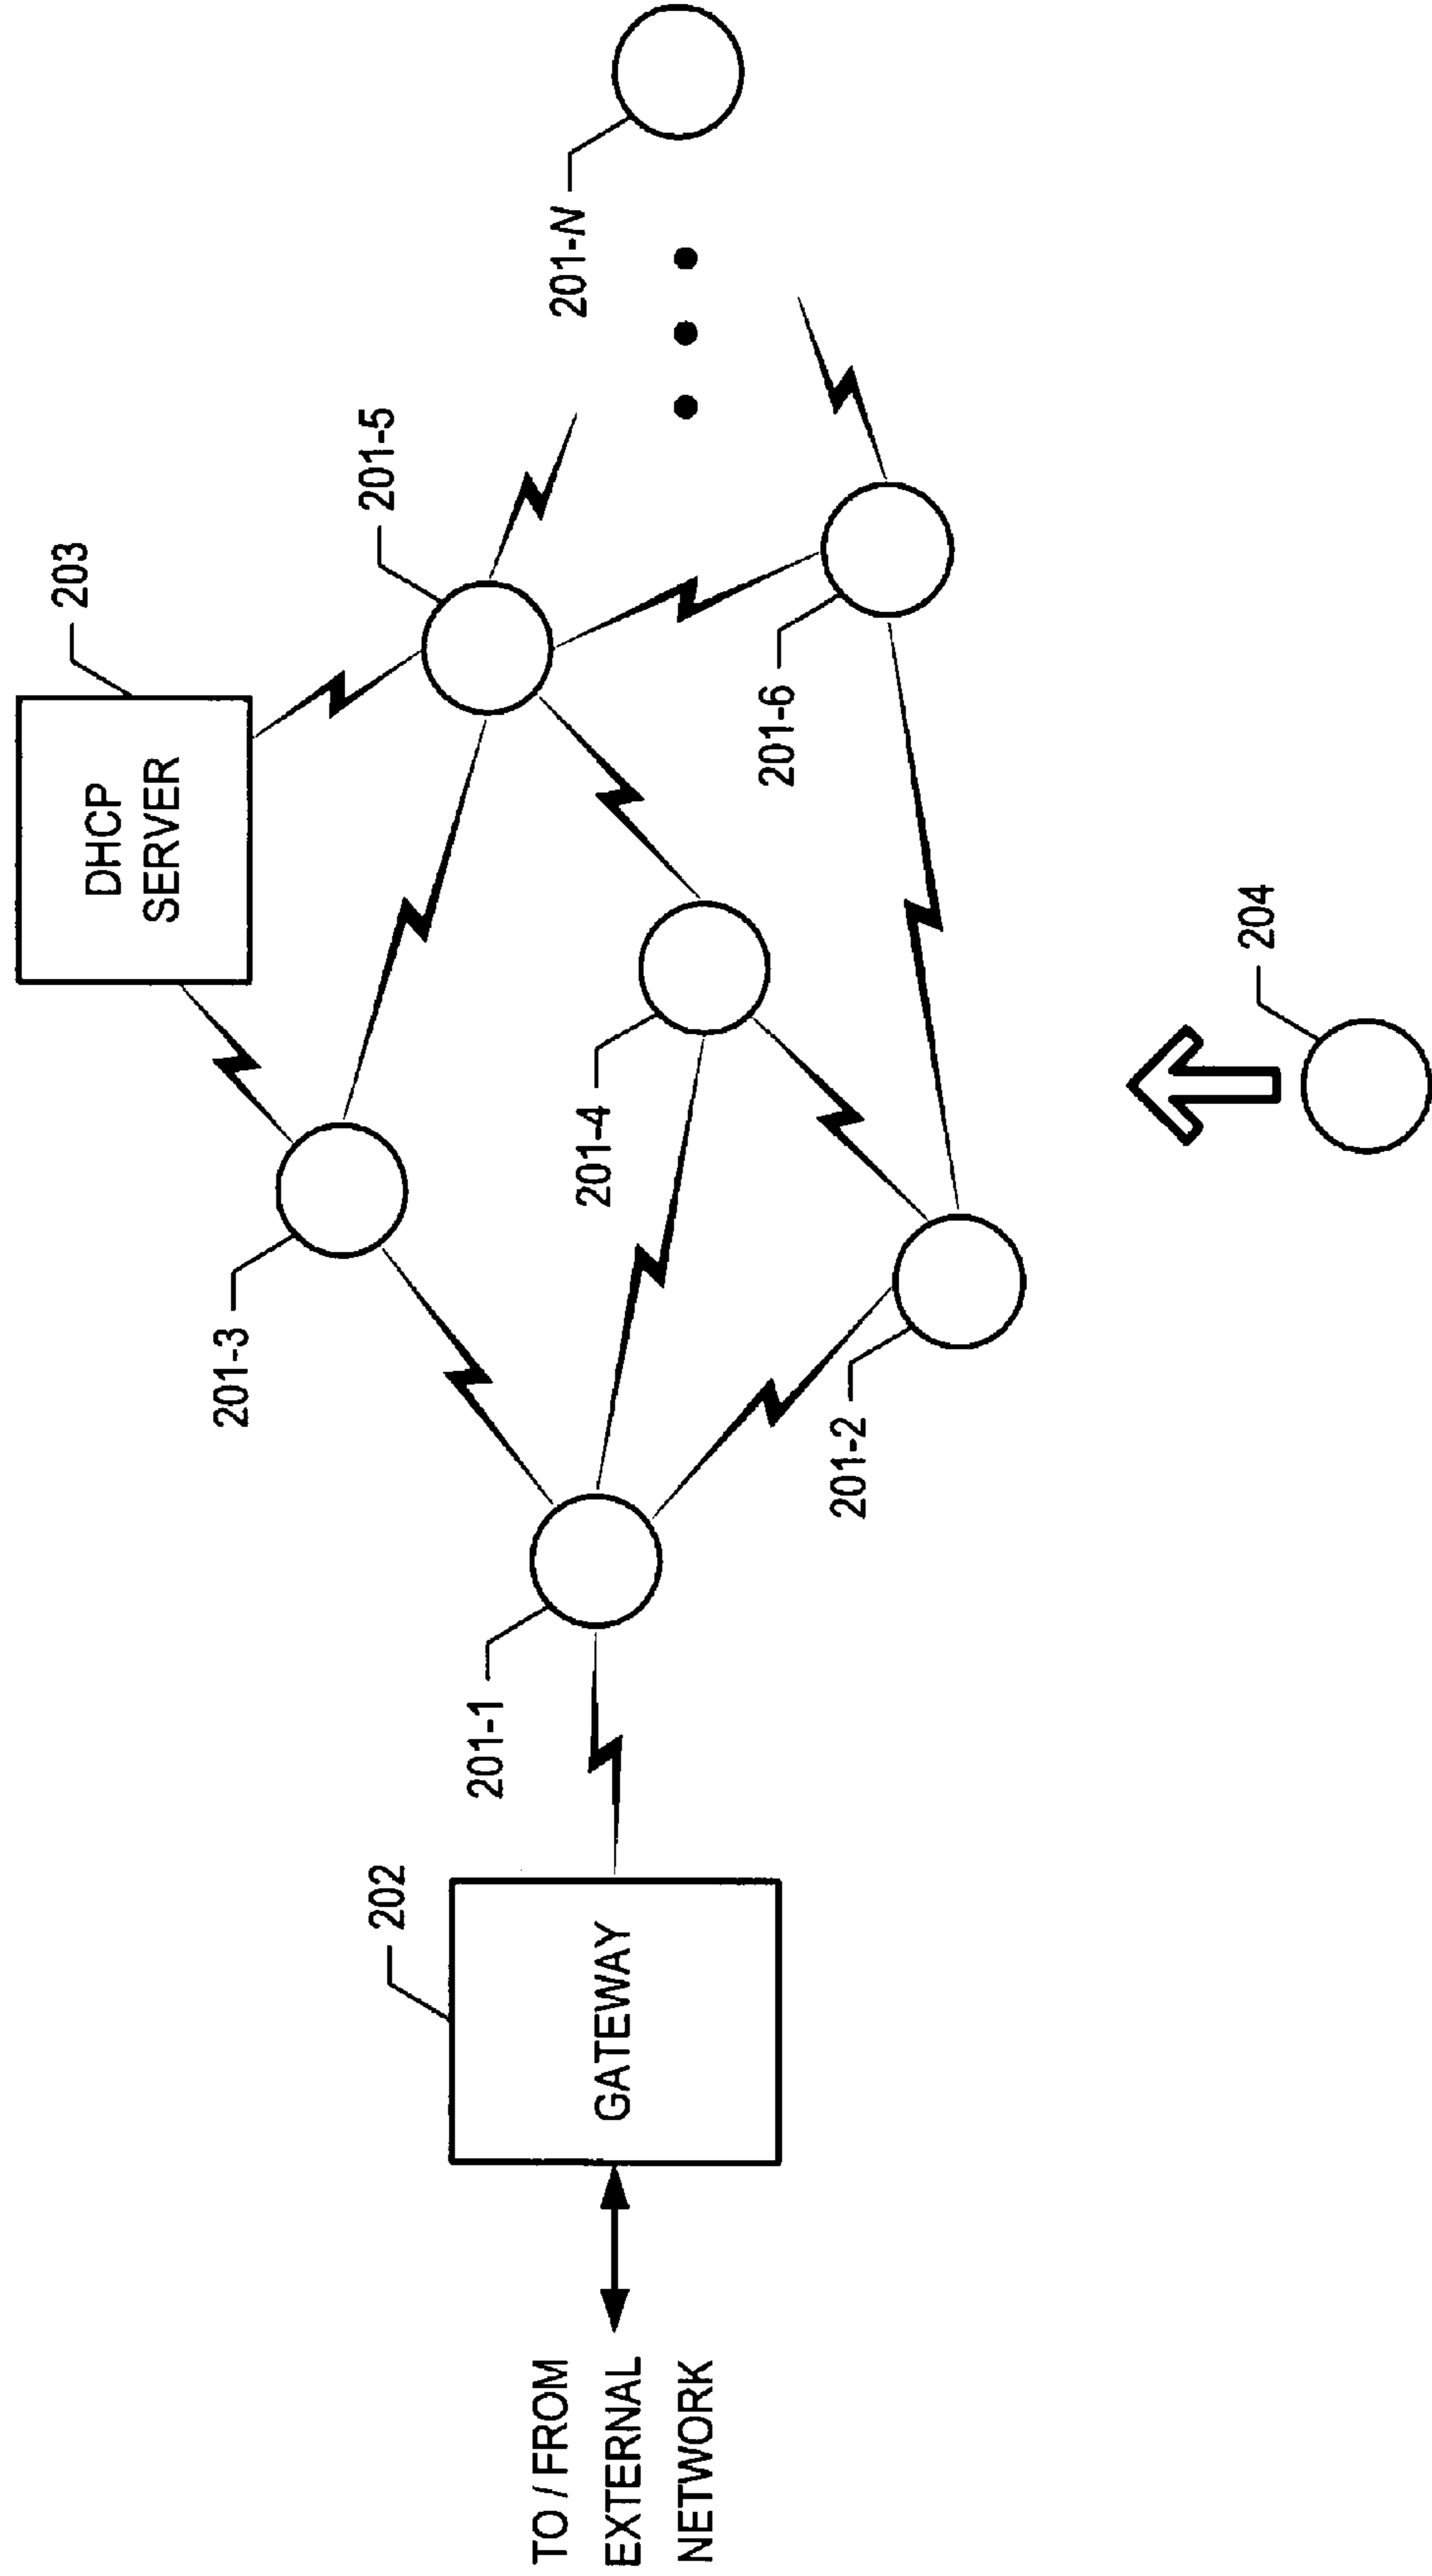 203
DHCP
SERVER
201-5
201-N
201-3
201-4
201-6
202
201-1
GATEWAY
TO / FROM
EXTERNAL
NETWORK
201-2
204